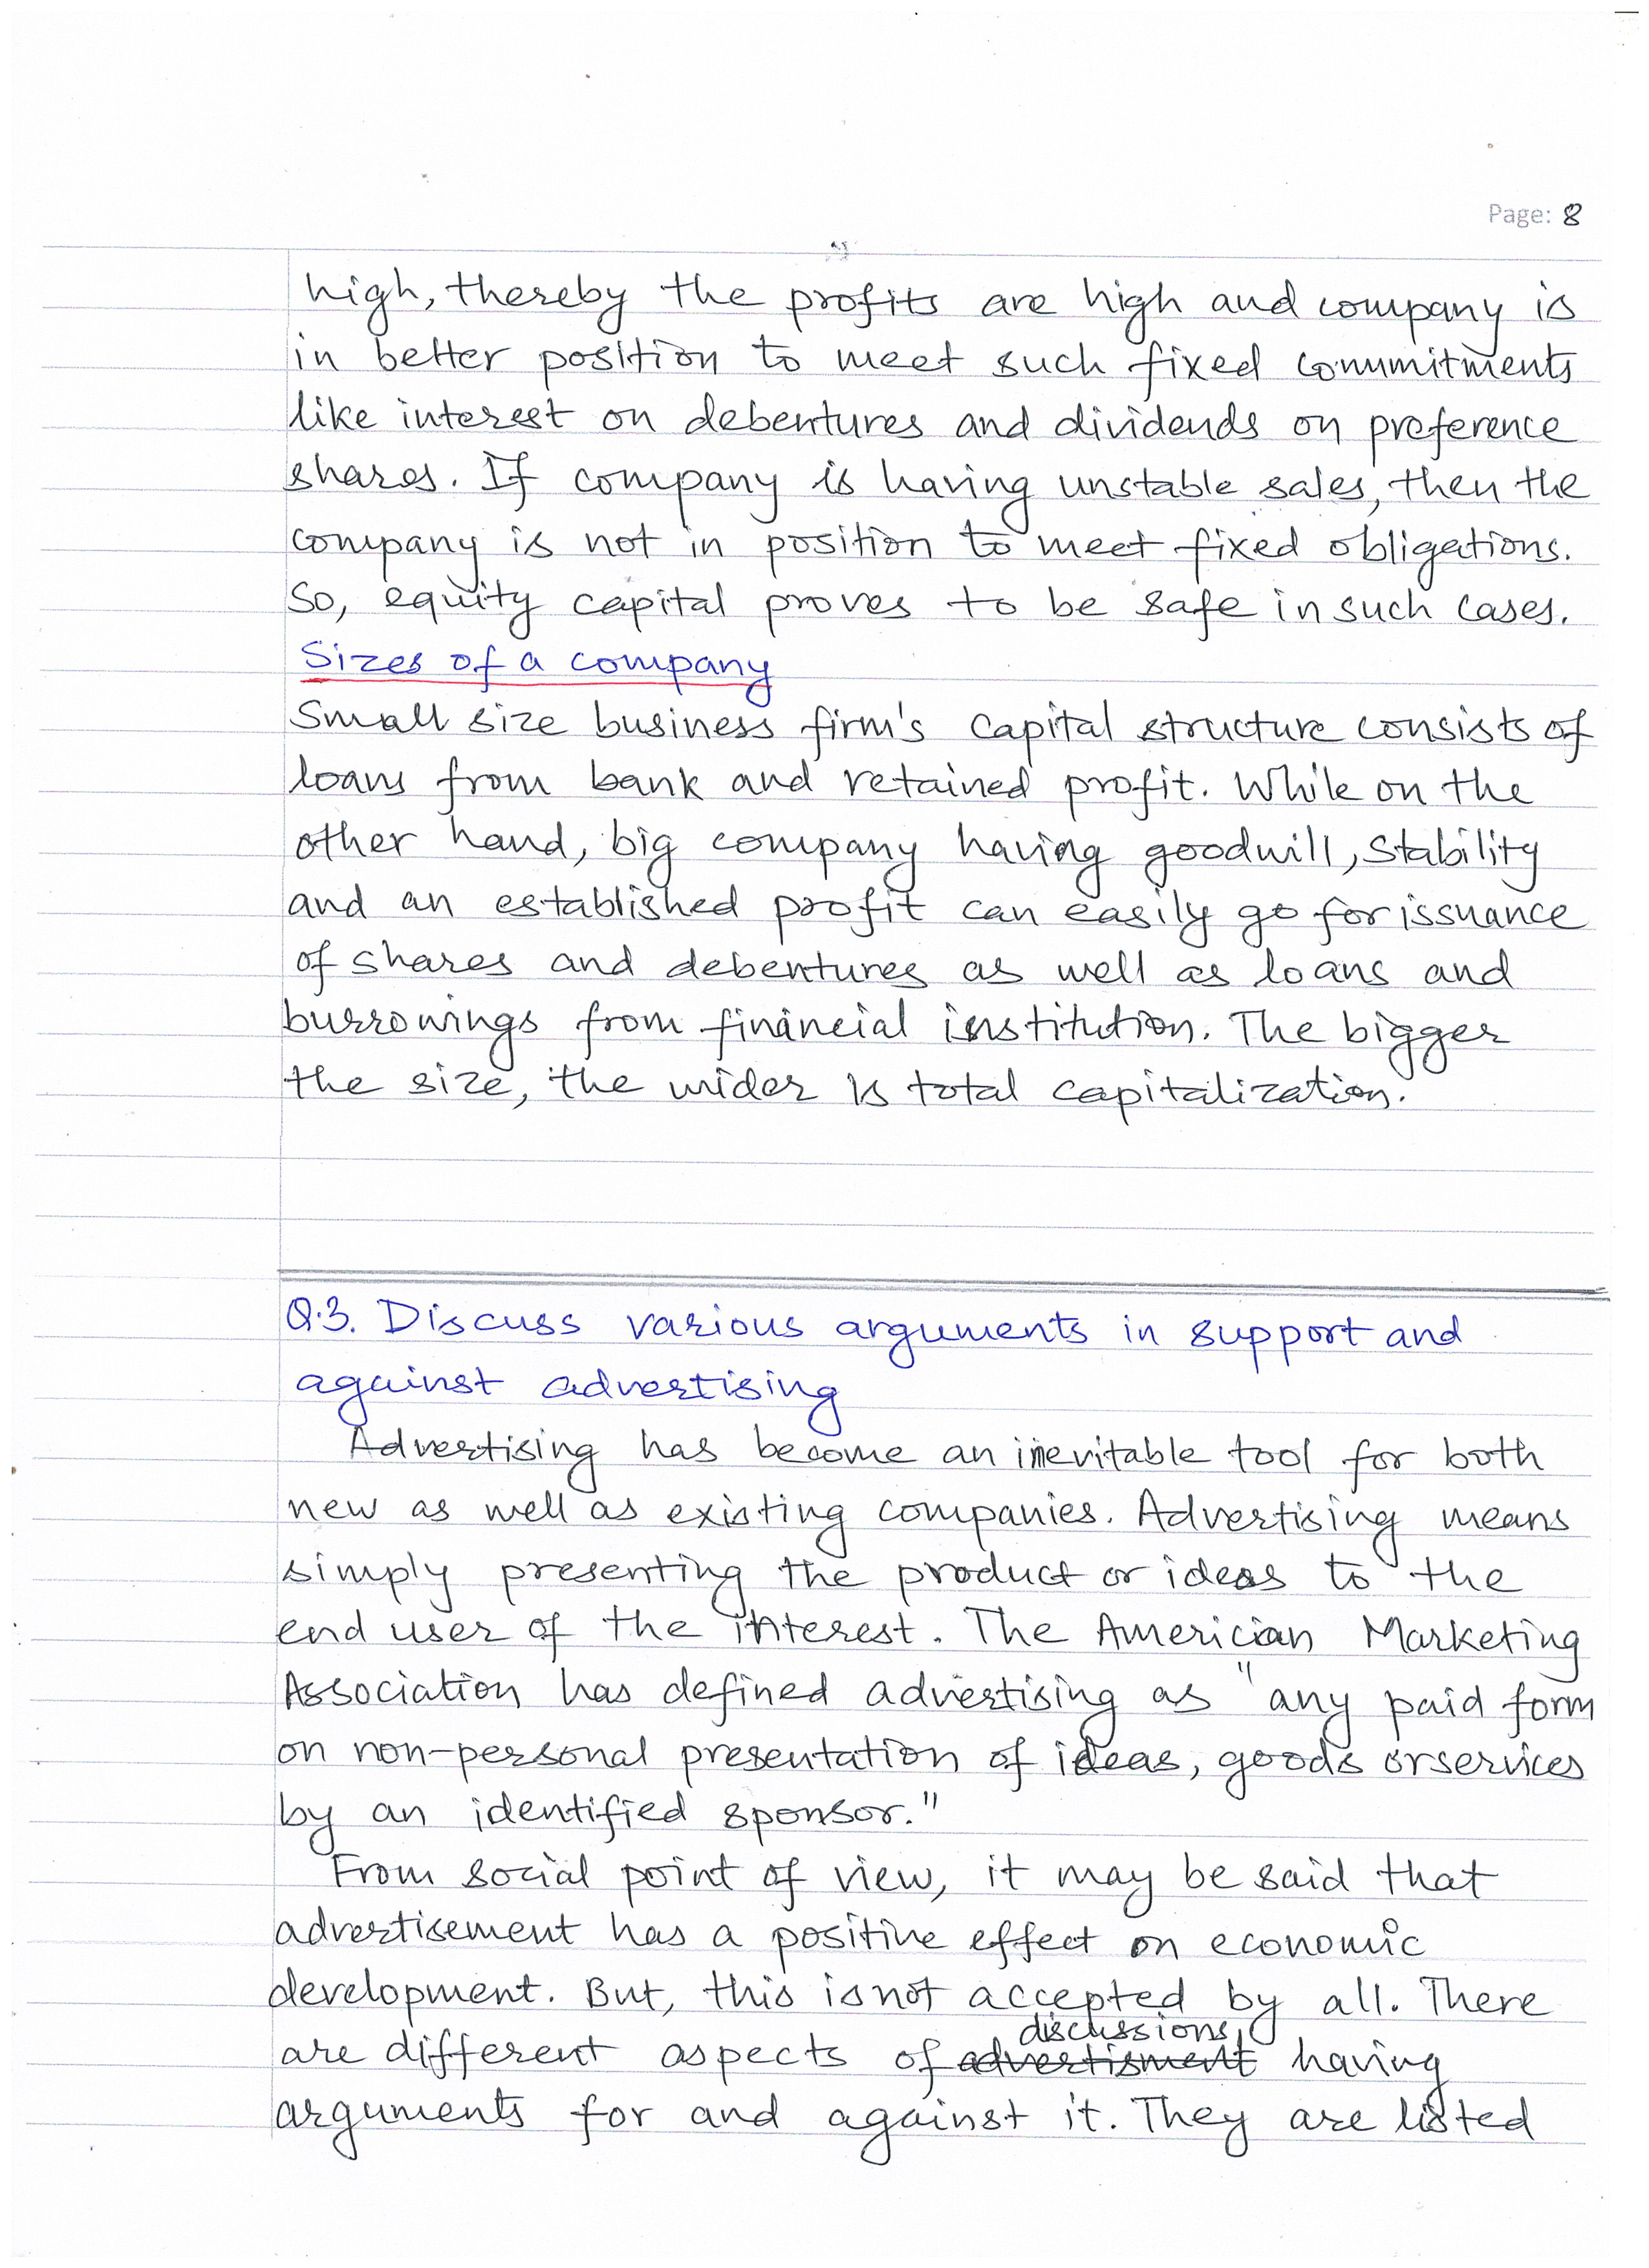 Page: 8
high, thereby the profits are high and company is
in better position to meet such fixed commitments
like interest on debentures and dividends on preference
shares. If company is having unstable sales, then the
company is not in position to meet fixed obligations.
So, equity capital proves to be safe in such cases.
Sizes of a company
Small size business firm's capital structure consists of
loans from bank and retained profit. While on the
other hand, big company having goodwill, stability
and an established profit can easily go for issuance
of shares and debentures as well as loans and
burrowings from financial institution. The bigger
the size, the wider is total capitalization.
Q.3. Discuss various arguments in support and
against advertising
Advertising has become an inevitable tool for both
new as well as existing companies. Advertising means
simply presenting the product or ideas to the
end user of the interest. The Americian Marketing
Association has defined advertising as "any paid form
on non-personal presentation of ideas, goods or services
by an identified sponsor."
From social point of view, it may be said that
advertisement has a positive effect on economic
development. But, this is not accepted by all. There
discussions,
are different aspects of advertisment having
arguments for and against it. They are listed